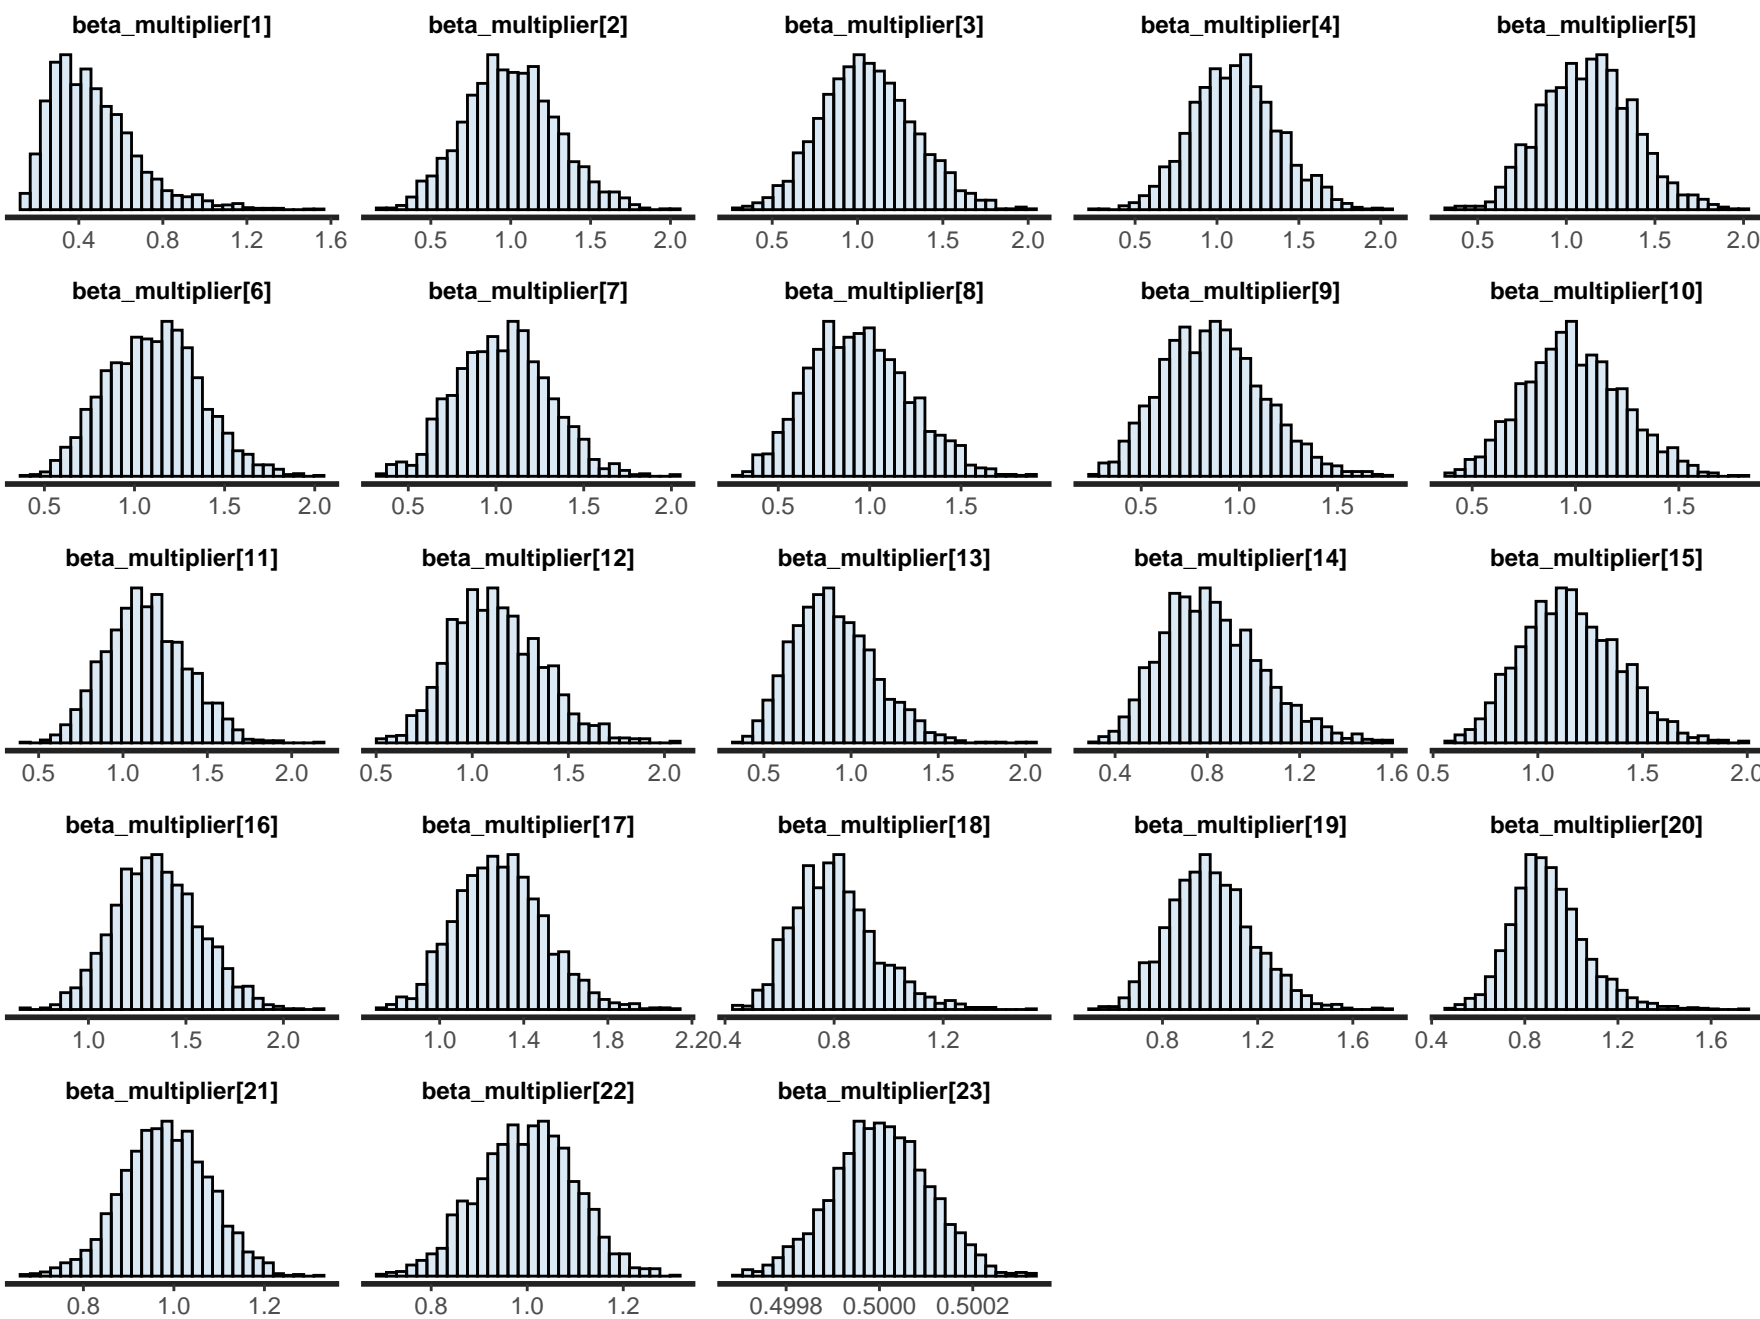 beta_multiplier[1] beta_multiplier[2] beta_multiplier[3] beta_multiplier[4] beta_multiplier[5]
0.4 0.8 1.2 1.6 0.5 1.0 1.5 2.0 0.5 1.0 1.5 2.0 0.5 1.0 1.5 2.0 0.5 1.0 1.5 2.0
beta_multiplier[6] beta_multiplier[7] beta_multiplier[8] beta_multiplier[9] beta_multiplier[10]
0.5 1.0 1.5 2.0 0.5 1.0 1.5 2.0 0.5 1.0 1.5 0.5 1.0 1.5 0.5 1.0 1.5
beta_multiplier[11] beta_multiplier[12] beta_multiplier[13] beta_multiplier[14] beta_multiplier[15]
0.5 1.0 1.5 2.0 0.5 1.0 1.5 2.0 0.5 1.0 1.5 2.0 0.4 0.8 1.2 1.6 0.5 1.0 1.5 2.0
beta_multiplier[16] beta_multiplier[17] beta_multiplier[18] beta_multiplier[19] beta_multiplier[20]
1.0 1.5 2.0 1.0 1.4 1.8 2.2 0.4 0.8 1.2 0.8 1.2 1.6 0.4 0.8 1.2 1.6
beta_multiplier[21] beta_multiplier[22] beta_multiplier[23]
0.8 1.0 1.2 0.8 1.0 1.2 0.4998 0.5000 0.5002